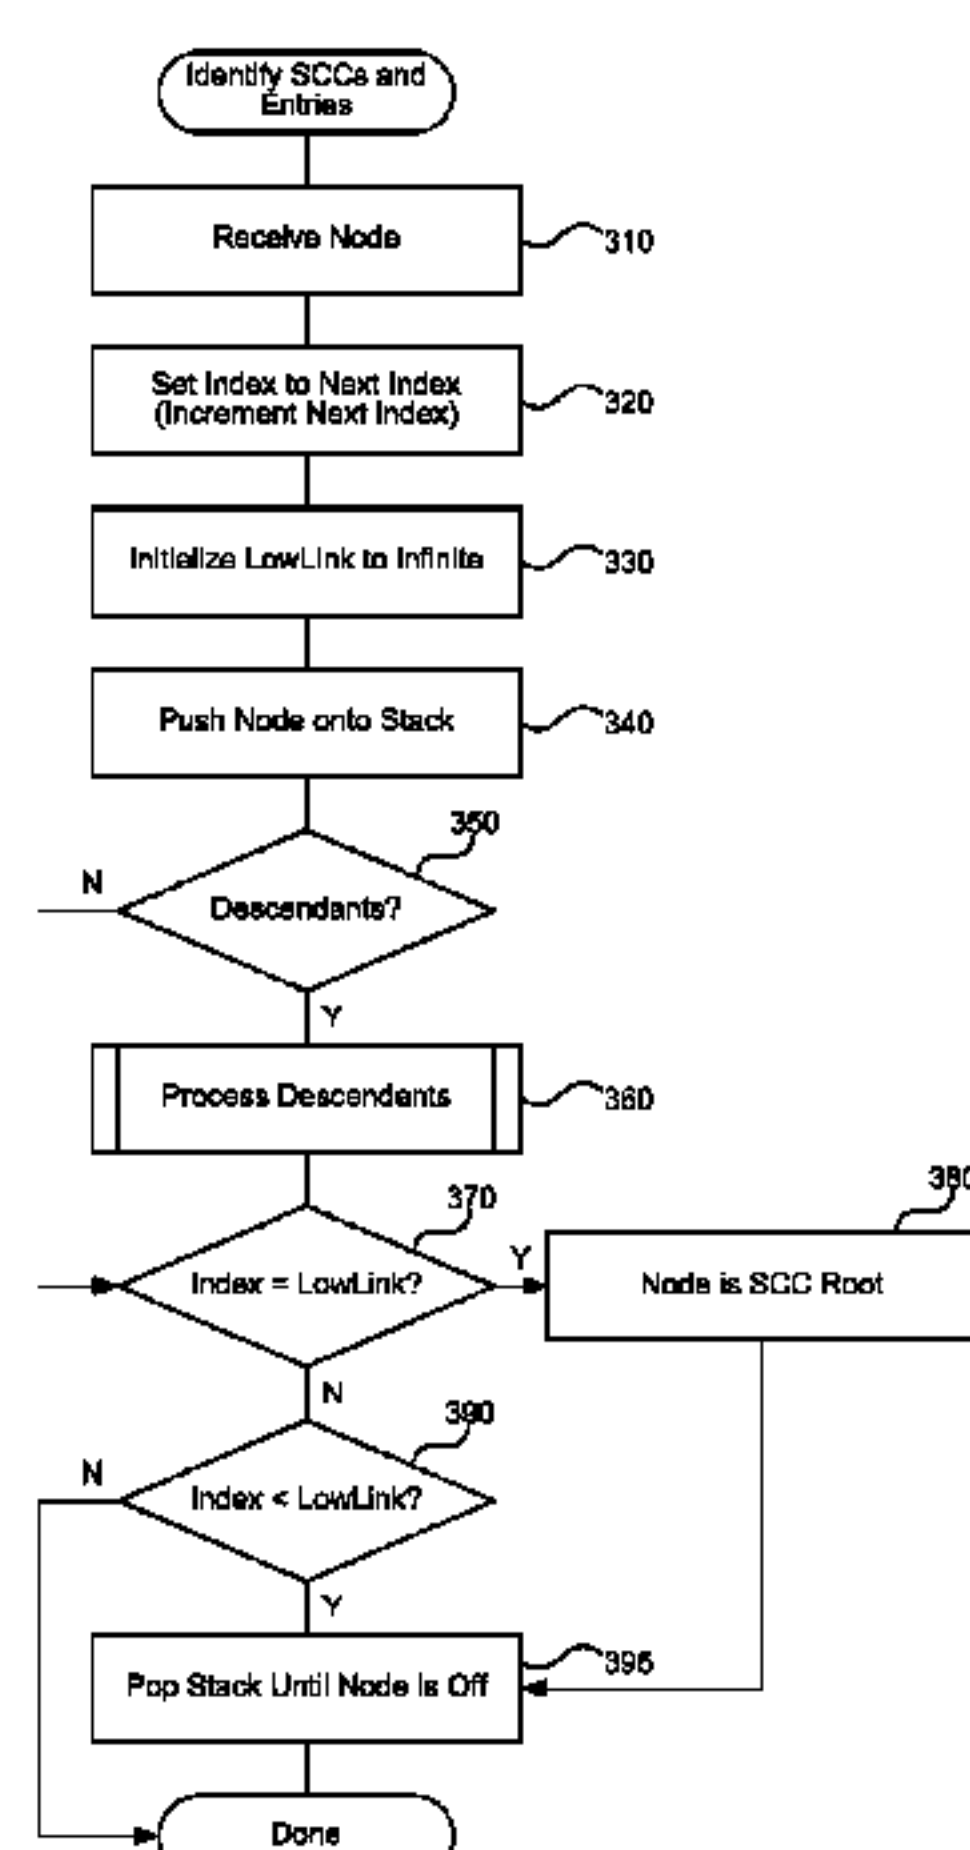 Identify SCCs and
Entries
Receive Node
310
Set Index to Next Index
(Increment Next Index)
320
Initialize LowLink to Infinite
330
Push Node onto Stack
340
350
N
Descendants?
Y
Process Descendants
360
370
Index = LowLink?
Y
380
Node is SCC Root
N
390
N
Index < LowLink?
Y
Pop Stack Until Node is Off
395
Done